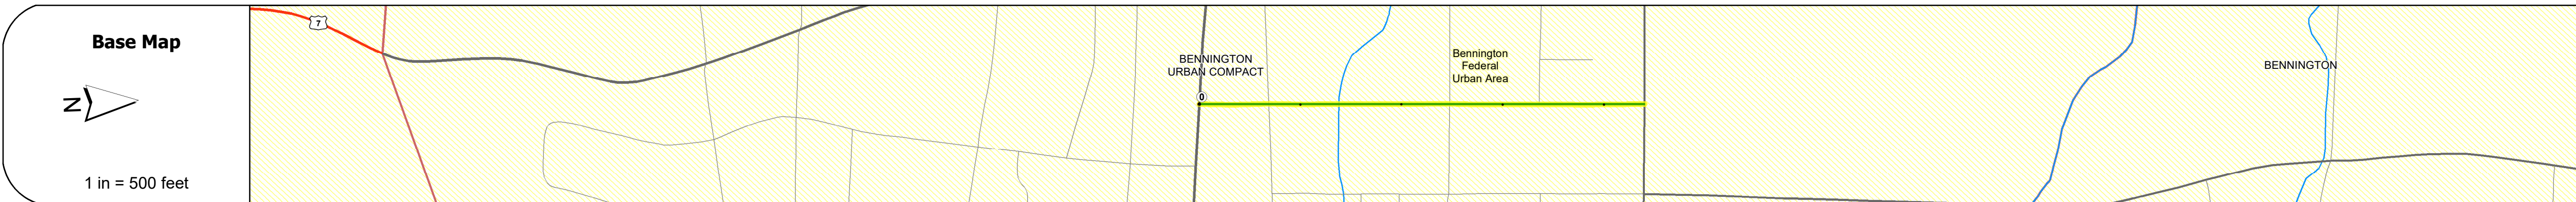 Base Map
N
1 in = 500 feet
7
BENNINGTON
URBAN COMPACT
0
Bennington
Federal
Urban Area
BENNINGTON